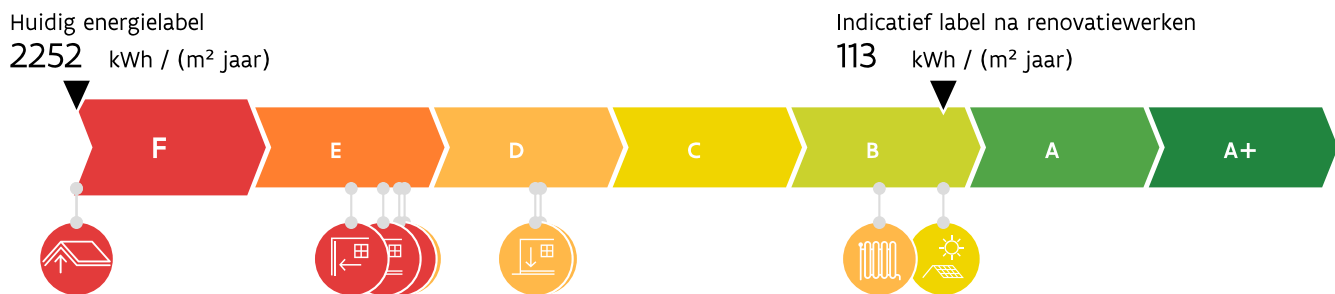 Huidig energielabel
2252 kWh / (m² jaar)
Indicatief label na renovatiewerken
113 kWh / (m² jaar)
F E D C B A A+